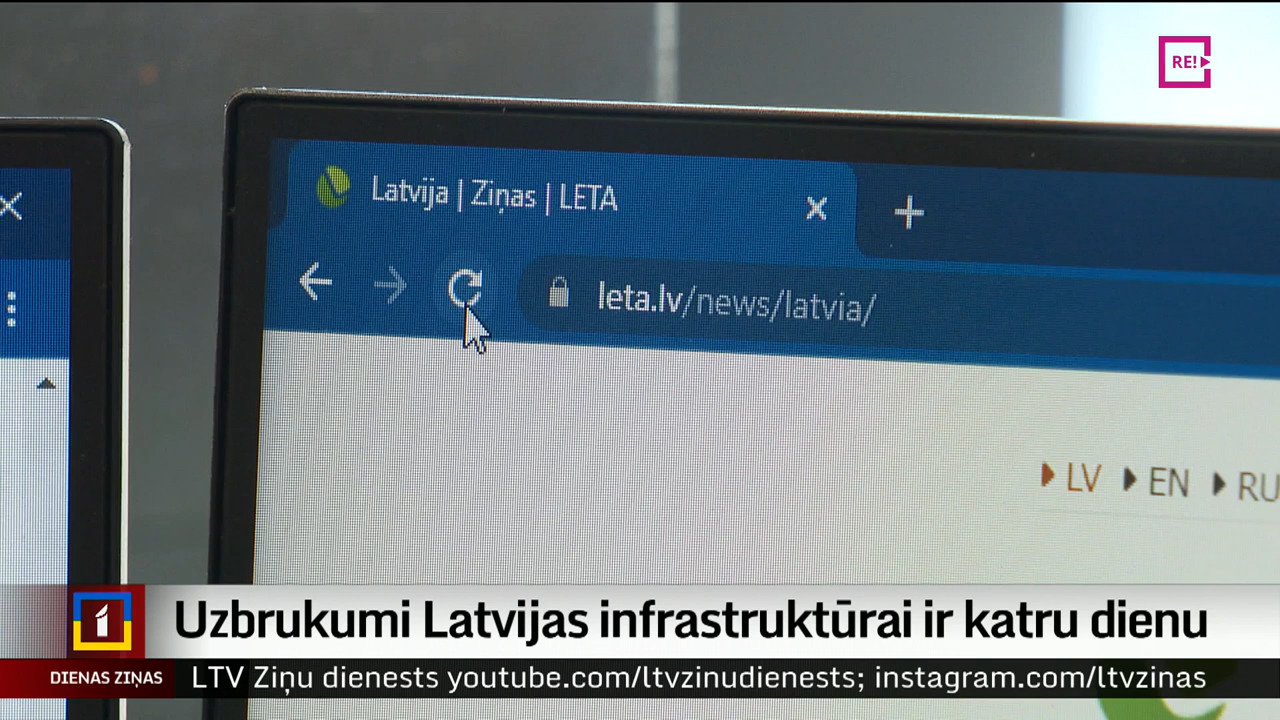 RE!
Latvija | Ziņas | LETA
leta.lv/news/latvia/
LV EN RU
1
Uzbrukumi Latvijas infrastruktūrai ir katru dienu
DIENAS ZIŅAS
LTV Ziņu dienests youtube.com/ltvzinudienests; instagram.com/ltvzinas